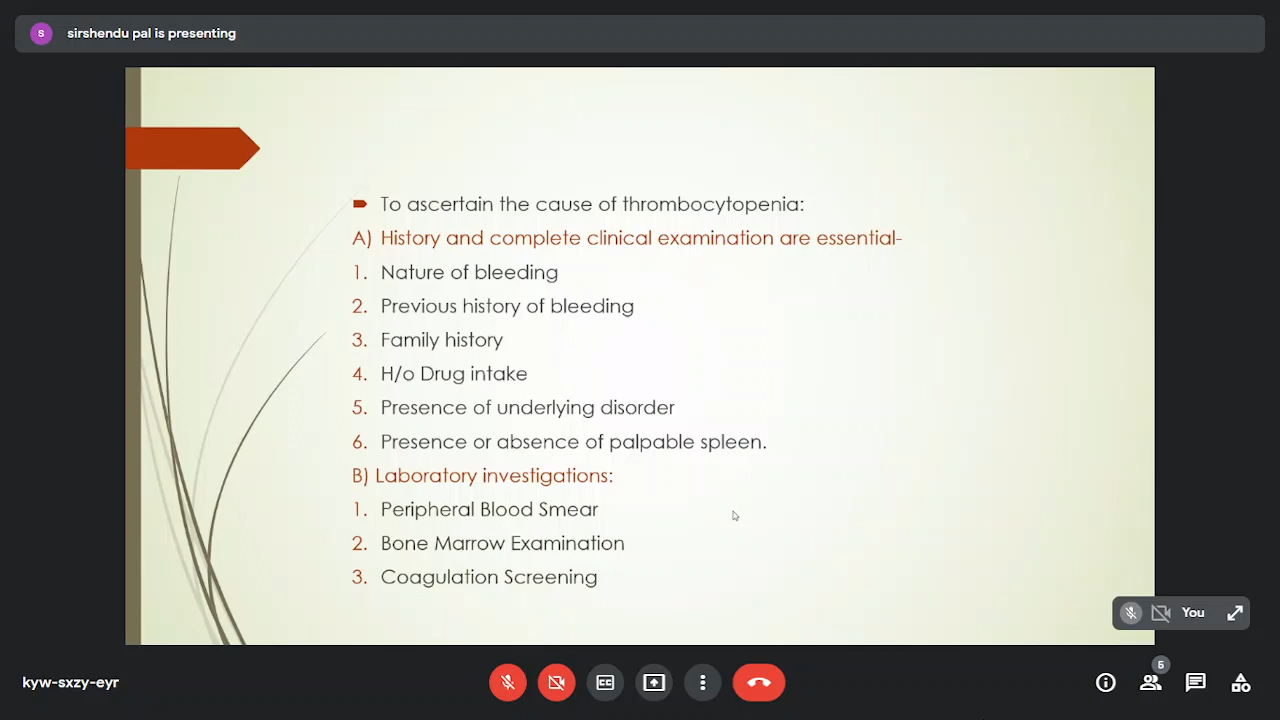 S sirshendu pal is presenting
To ascertain the cause of thrombocytopenia:
A) History and complete clinical examination are essential-
1. Nature of bleeding
2. Previous history of bleeding
3. Family history
4. H/o Drug intake
5. Presence of underlying disorder
6. Presence or absence of palpable spleen.
B) Laboratory investigations:
1. Peripheral Blood Smear
2. Bone Marrow Examination
3. Coagulation Screening
You
5
kyw-sxzy-eyr
CC